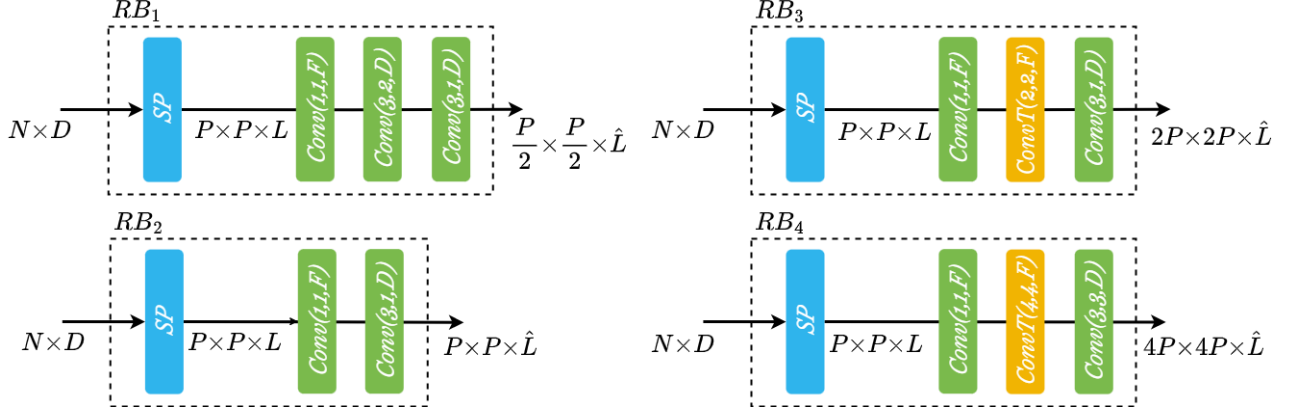 RB₁
N×D
SP
P×P×L
Conv(1,1,F)
Conv(3,2,D)
Conv(3,1,D)
P/2 × P/2 × L̂
RB₃
N×D
SP
P×P×L
Conv(1,1,F)
ConvT(2,2,F)
Conv(3,1,D)
2P×2P×L̂
RB₂
N×D
SP
P×P×L
Conv(1,1,F)
Conv(3,1,D)
P×P×L̂
RB₄
N×D
SP
P×P×L
Conv(1,1,F)
ConvT(4,4,F)
Conv(3,3,D)
4P×4P×L̂